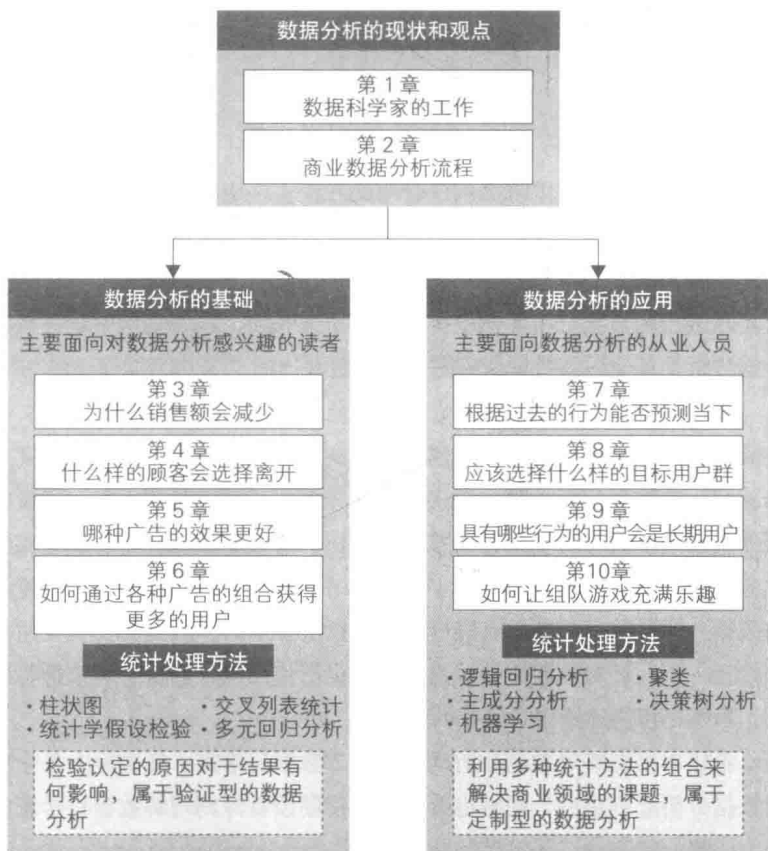 数据分析的现状和观点
第 1 章
数据科学家的工作
第 2 章
商业数据分析流程
数据分析的基础
主要面向对数据分析感兴趣的读者
第 3 章
为什么销售额会减少
第 4 章
什么样的顾客会选择离开
第 5 章
哪种广告的效果更好
第 6 章
如何通过各种广告的组合获得
更多的用户
统计处理方法
・柱状图 ・交叉列表统计
・统计学假设检验 ・多元回归分析
检验认定的原因对于结果有
何影响，属于验证型的数据
分析
数据分析的应用
主要面向数据分析的从业人员
第 7 章
根据过去的行为能否预测当下
第 8 章
应该选择什么样的目标用户群
第 9 章
具有哪些行为的用户会是长期用户
第10章
如何让组队游戏充满乐趣
统计处理方法
・逻辑回归分析 ・聚类
・主成分分析 ・决策树分析
・机器学习
利用多种统计方法的组合来
解决商业领域的课题，属于
定制型的数据分析